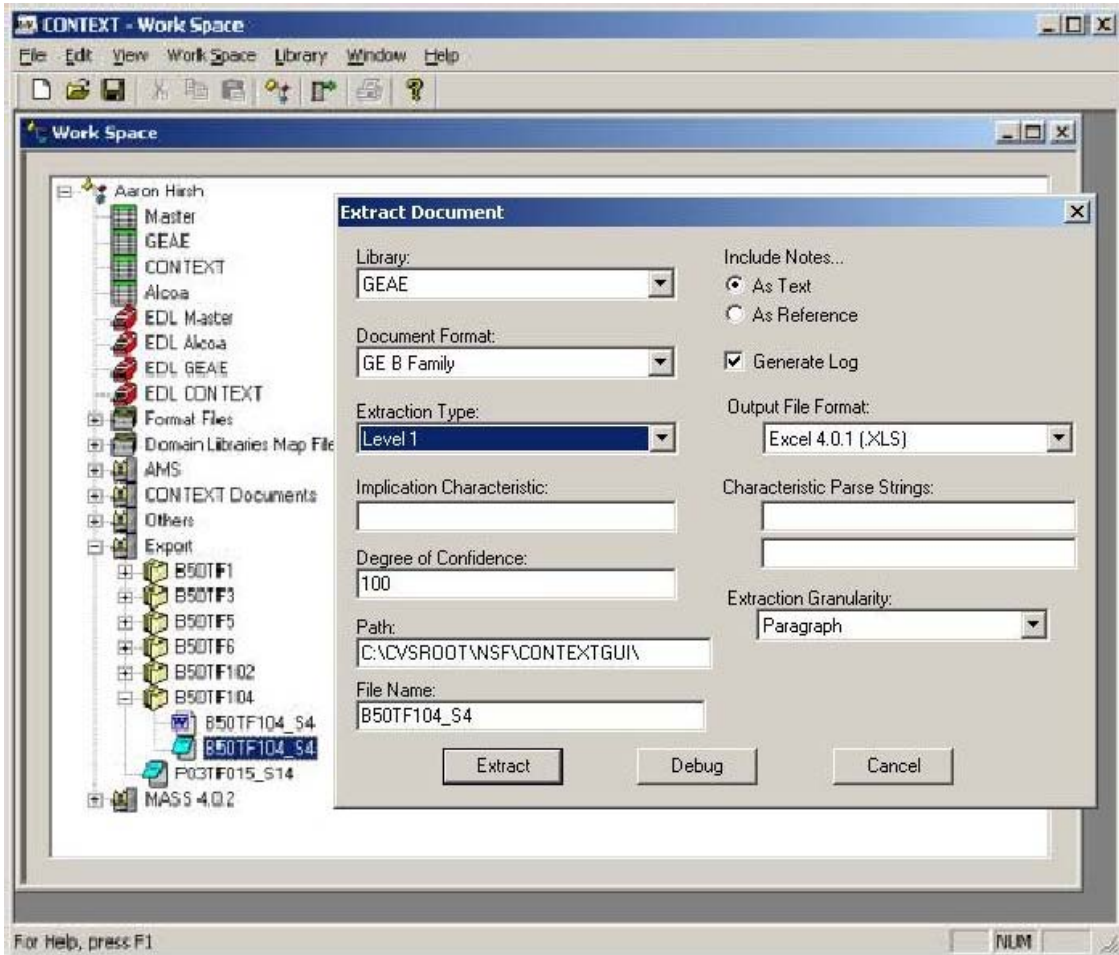 CONTEXT - Work Space
File Edit View Work Space Library Window Help
Work Space
Aaron Hirsh
Master
GEAE
CONTEXT
Alcoa
EDL Master
EDL Alcoa
EDL GEAE
EDL CONTEXT
Format Files
Domain Libraries Map File
AMS
CONTEXT Documents
Others
Export
B50TF1
B50TF3
B50TF5
B50TF6
B50TF102
B50TF104
B50TF104_S4
B50TF104_S4
P03TF015_S14
MASS 4.0.2
Extract Document
Library:
GEAE
Document Format:
GE B Family
Extraction Type:
Level 1
Implication Characteristic:
Degree of Confidence:
100
Path:
C:\CVSROOT\NSF\CONTEXTGUI\
File Name:
B50TF104_S4
Include Notes...
As Text
As Reference
Generate Log
Output File Format:
Excel 4.0.1 (.XLS)
Characteristic Parse Strings:
Extraction Granularity:
Paragraph
Extract Debug Cancel
For Help, press F1
NUM